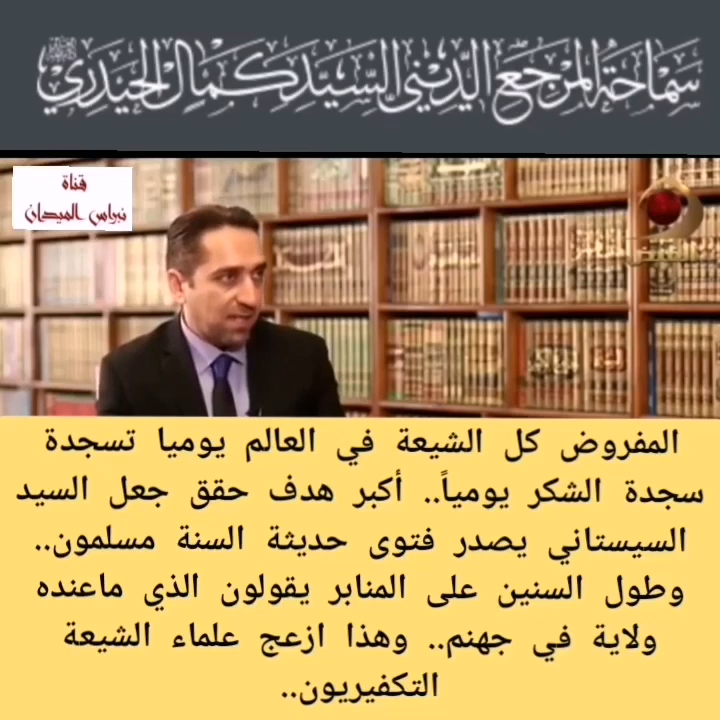 سماحة المرجع الديني السيد كمال الحيدري
قناة
نبراس الميدان
المفروض كل الشيعة في العالم يوميا تسجدة
سجدة الشكر يومياً.. أكبر هدف حقق جعل السيد
السيستاني يصدر فتوى حديثة السنة مسلمون..
وطول السنين على المنابر يقولون الذي ماعنده
ولاية في جهنم.. وهذا ازعج علماء الشيعة
التكفيريون..